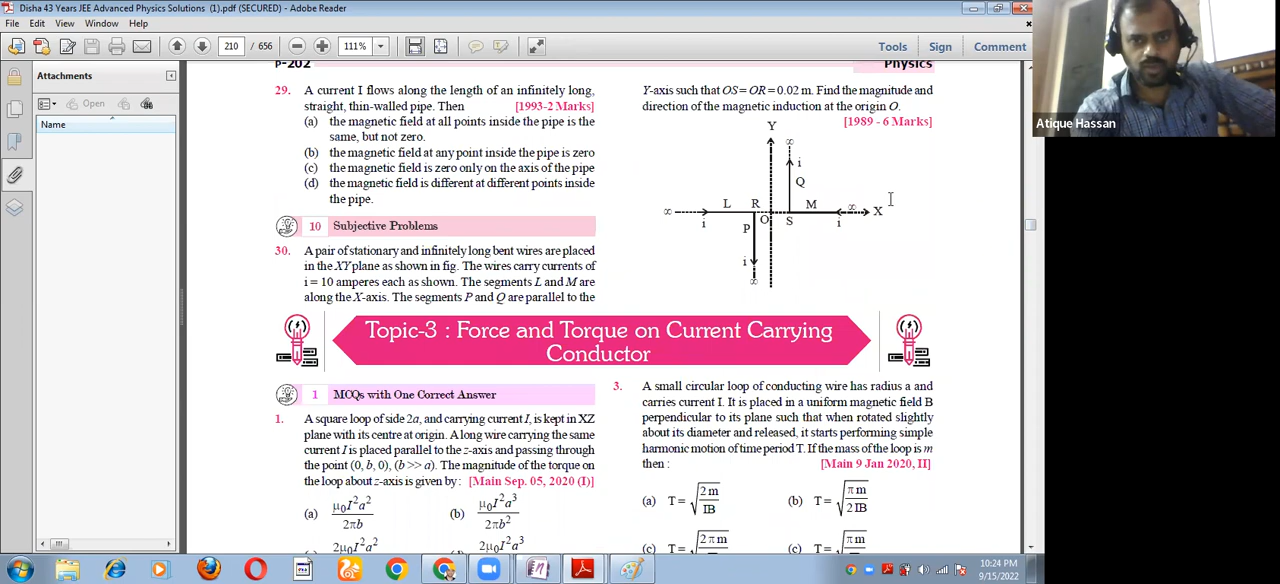 Disha 43 Years JEE Advanced Physics Solutions (1).pdf (SECURED) - Adobe Reader
File Edit View Window Help
210 / 656 111% Tools Sign Comment
Attachments
Open
Name
P-202 Physics
29. A current I flows along the length of an infinitely long,
straight, thin-walled pipe. Then [1993-2 Marks]
(a) the magnetic field at all points inside the pipe is the
same, but not zero.
(b) the magnetic field at any point inside the pipe is zero
(c) the magnetic field is zero only on the axis of the pipe
(d) the magnetic field is different at different points inside
the pipe.
10 Subjective Problems
30. A pair of stationary and infinitely long bent wires are placed
in the XY plane as shown in fig. The wires carry currents of
i = 10 amperes each as shown. The segments L and M are
along the X-axis. The segments P and Q are parallel to the
Y-axis such that OS = OR = 0.02 m. Find the magnitude and
direction of the magnetic induction at the origin O.
[1989 - 6 Marks]
Y
∞
i
Q
L R M ∞
∞ O X
i P S i
i
∞
Topic-3 : Force and Torque on Current Carrying
Conductor
1 MCQs with One Correct Answer
1. A square loop of side 2a, and carrying current I, is kept in XZ
plane with its centre at origin. A long wire carrying the same
current I is placed parallel to the z-axis and passing through
the point (0, b, 0), (b >> a). The magnitude of the torque on
the loop about z-axis is given by : [Main Sep. 05, 2020 (I)]
(a) μ₀I²a² / 2πb (b) μ₀I²a³ / 2πb²
2μ₀I²a² 2μ₀I²a³
3. A small circular loop of conducting wire has radius a and
carries current I. It is placed in a uniform magnetic field B
perpendicular to its plane such that when rotated slightly
about its diameter and released, it starts performing simple
harmonic motion of time period T. If the mass of the loop is m
then : [Main 9 Jan 2020, II]
(a) T = √(2m / IB) (b) T = √(πm / 2IB)
(c) T = √(2πm (c) T = √(πm
Atique Hassan
10:24 PM
9/15/2022